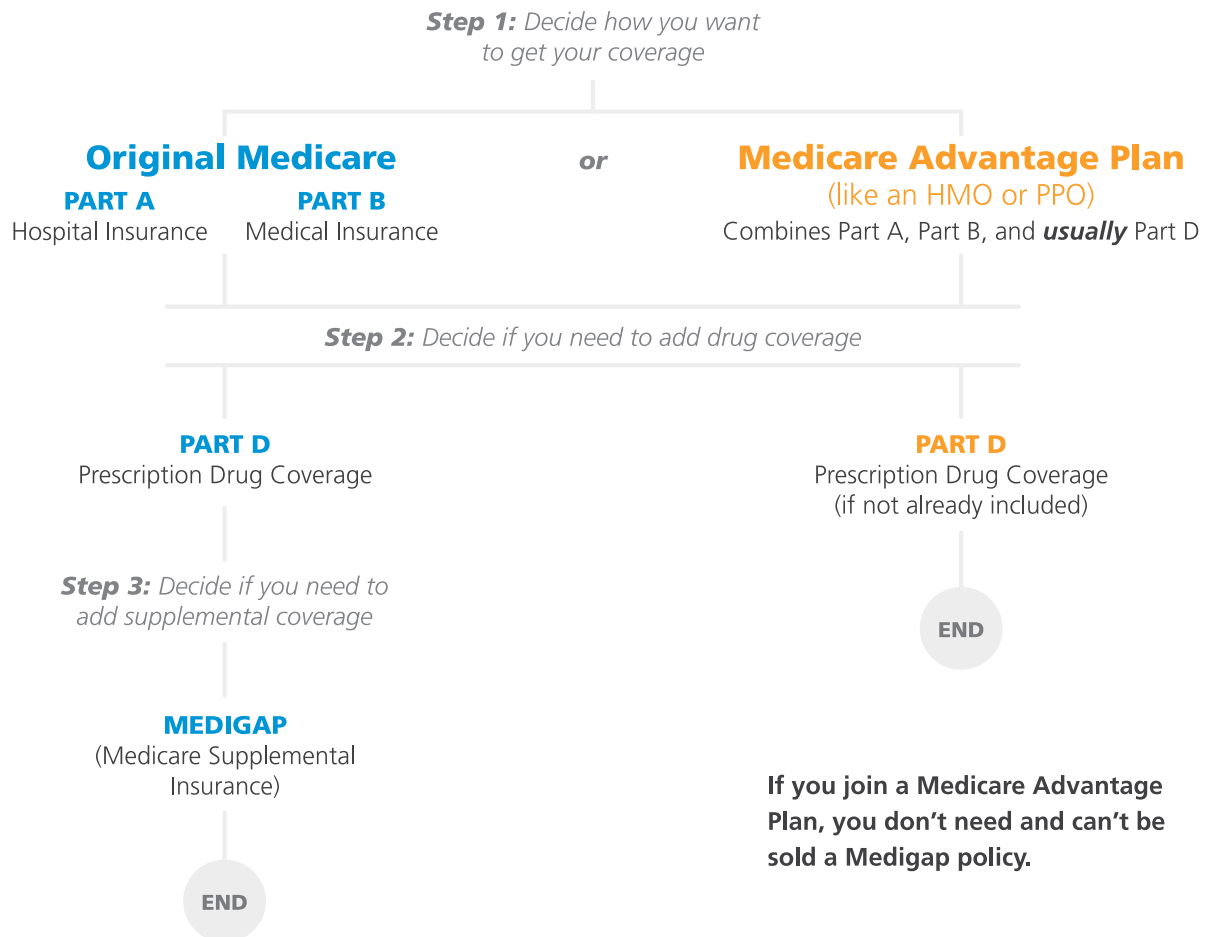 Step 1: Decide how you want
to get your coverage
Original Medicare
or
Medicare Advantage Plan
(like an HMO or PPO)
PART A
PART B
Hospital Insurance
Medical Insurance
Combines Part A, Part B, and usually Part D
Step 2: Decide if you need to add drug coverage
PART D
Prescription Drug Coverage
PART D
Prescription Drug Coverage
(if not already included)
Step 3: Decide if you need to
add supplemental coverage
END
MEDIGAP
(Medicare Supplemental
Insurance)
If you join a Medicare Advantage
Plan, you don't need and can't be
sold a Medigap policy.
END